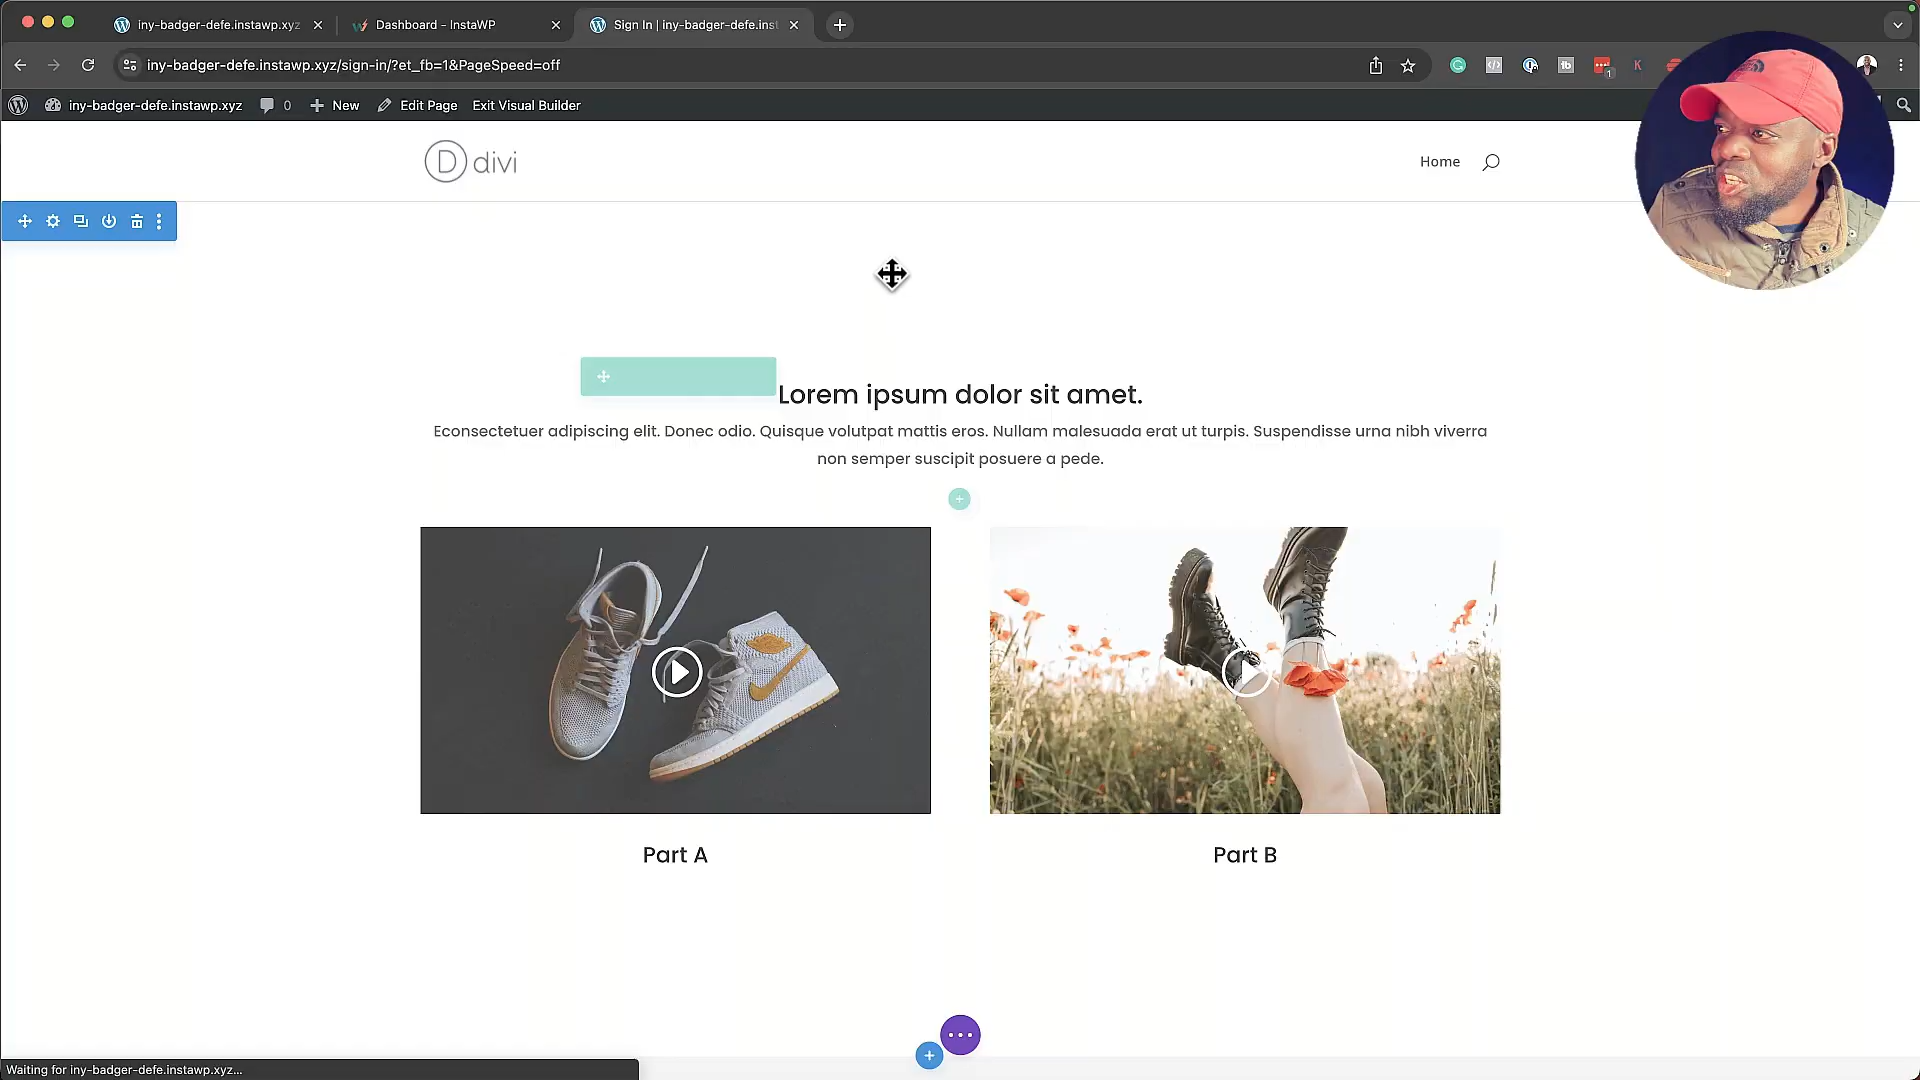 iny-badger-defe.instawp.xyz
Dashboard - InstaWP
Sign In | iny-badger-defe.inst
iny-badger-defe.instawp.xyz/sign-in/?et_fb=1&PageSpeed=off
1
iny-badger-defe.instawp.xyz 0 New Edit Page Exit Visual Builder
D divi
Home
Lorem ipsum dolor sit amet.
Econsectetuer adipiscing elit. Donec odio. Quisque volutpat mattis eros. Nullam malesuada erat ut turpis. Suspendisse urna nibh viverra
non semper suscipit posuere a pede.
Part A
Part B
Waiting for iny-badger-defe.instawp.xyz...